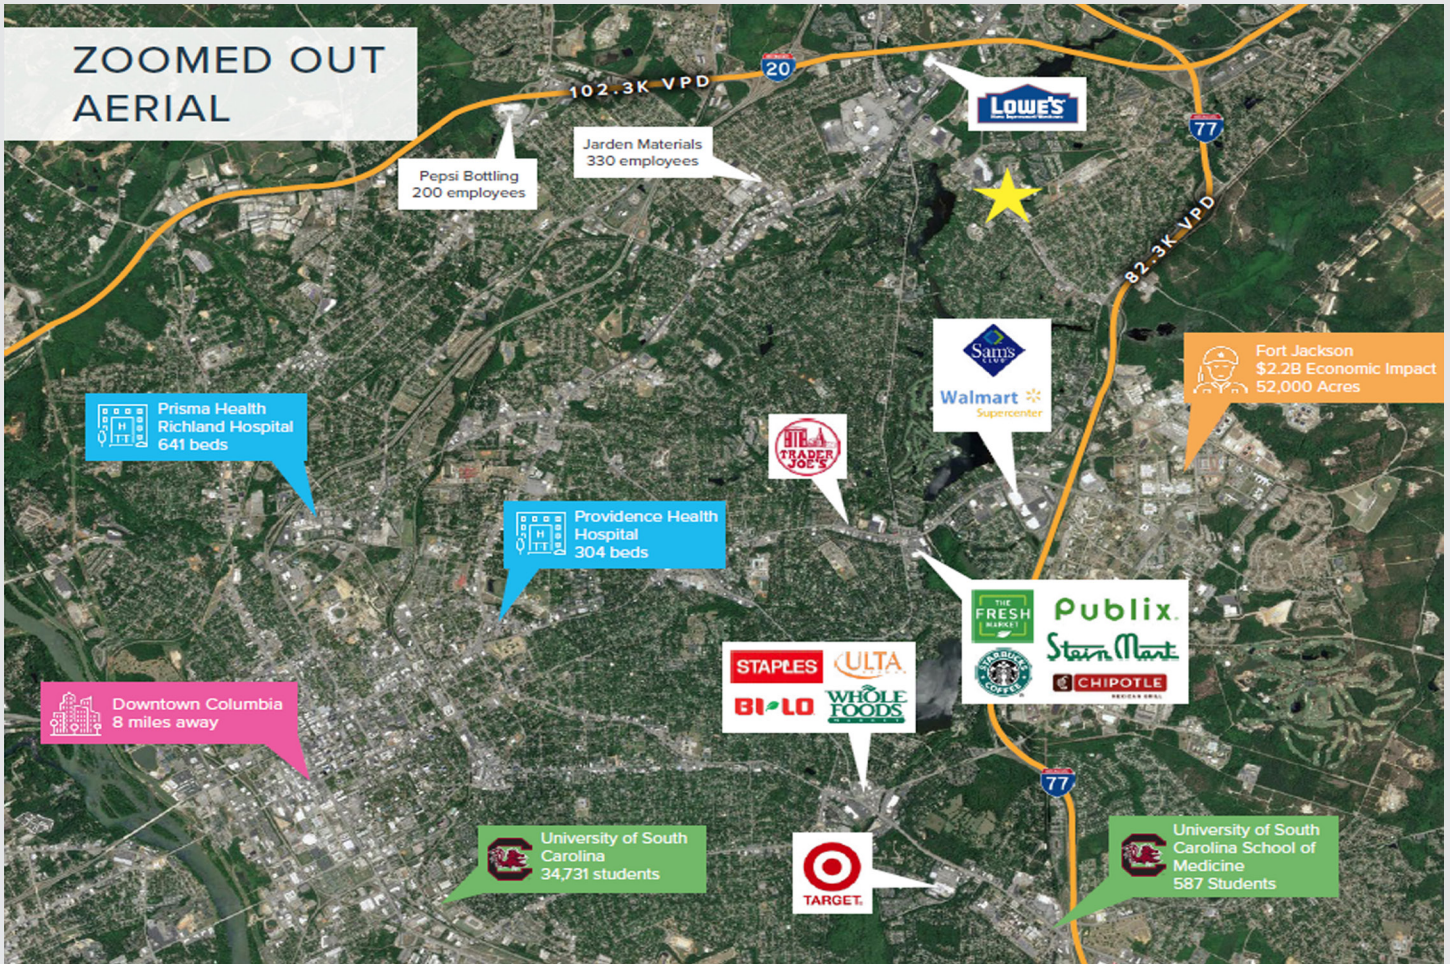 ZOOMED OUT
AERIAL
102.3K VPD
20
LOWE'S
77
Pepsi Bottling
200 employees
Jarden Materials
330 employees
82.3K VPD
Sam's
CLUB
Walmart
Supercenter
Fort Jackson
$2.2B Economic Impact
52,000 Acres
Prisma Health
Richland Hospital
641 beds
H
TRADER
JOE'S
Providence Health
Hospital
304 beds
H
THE
FRESH
MARKET
Publix.
STARBUCKS
COFFEE
Stein Mart
CHIPOTLE
MEXICAN GRILL
STAPLES
ULTA
BI-LO
WHOLE
FOODS
MARKET
Downtown Columbia
8 miles away
77
University of South
Carolina
34,731 students
TARGET
University of South
Carolina School of
Medicine
587 Students